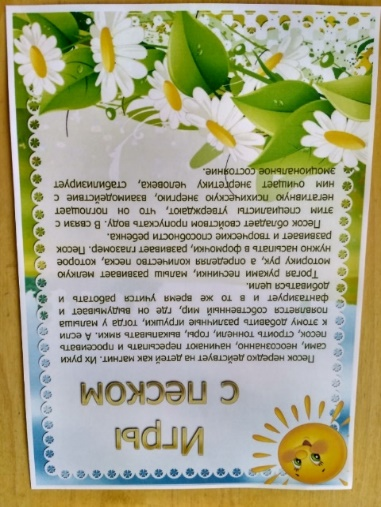 Игры
с песком
Песок нередко действует на детей как магнит. Их руки
сами, неосознанно, начинают пересыпать и просеивать
песок, строить тоннели, горы, выкапывать ямки. А если
к этому добавить различные игрушки, тогда у малыша
появляется собственный мир, где он выдумывает и
фантазирует и в то же время учится работать и
добиваться цели.
Трогая руками песчинки, малыш развивает мелкую
моторику рук, а определяя количество песка, которое
нужно насыпать в формочки, развивает глазомер. Песок
развивает и творческие способности ребёнка.
Песок обладает свойством пропускать воду. В связи с
этим специалисты утверждают, что он поглощает
негативную психическую энергию, взаимодействие с
ним очищает энергетику человека, стабилизирует
эмоциональное состояние.